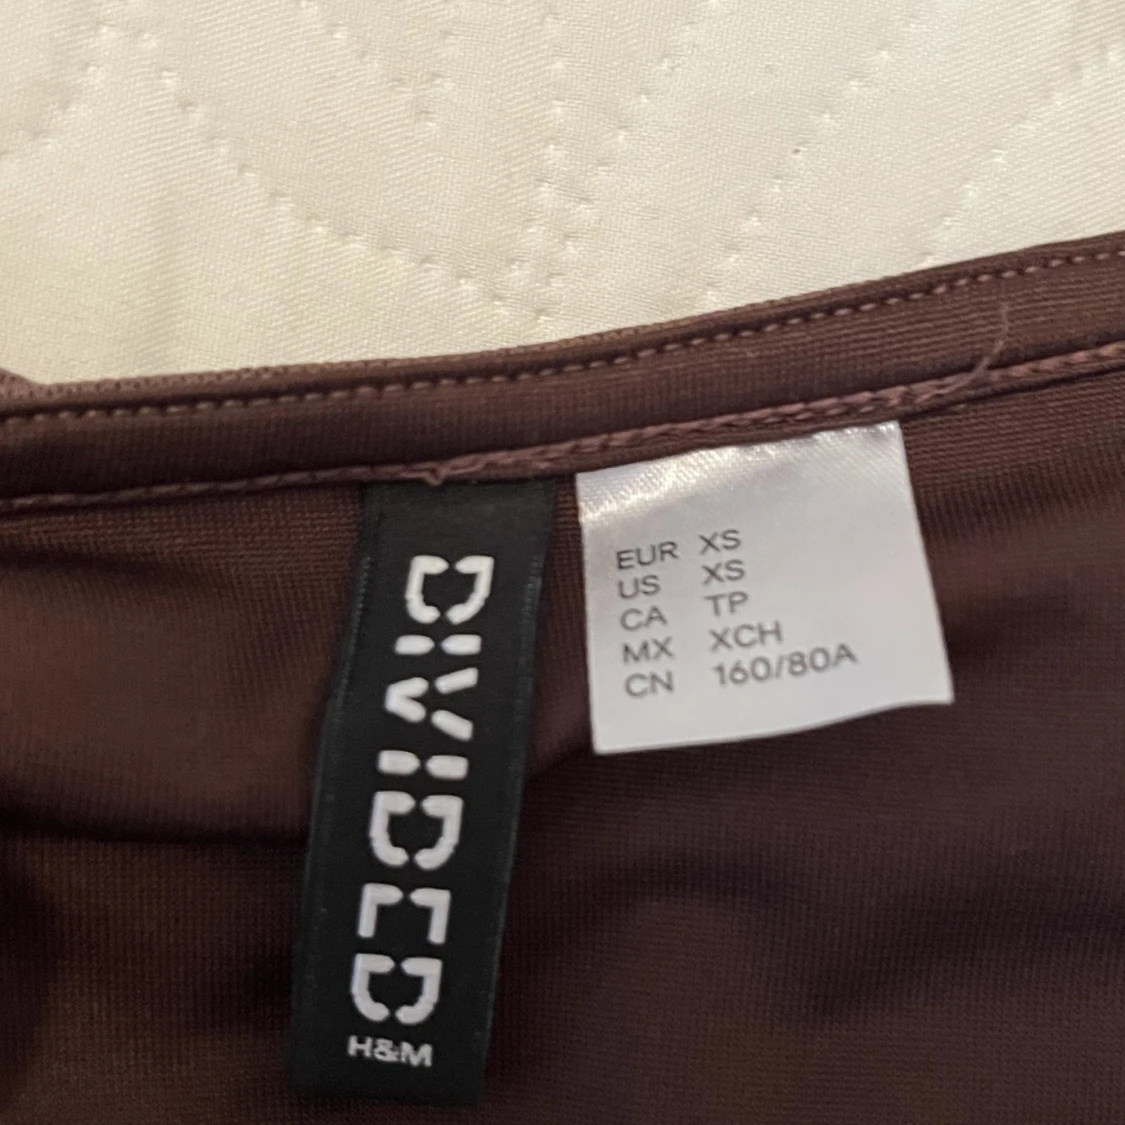 DIVIDED
H&M
EUR XS
US XS
CA TP
MX XCH
CN 160/80A